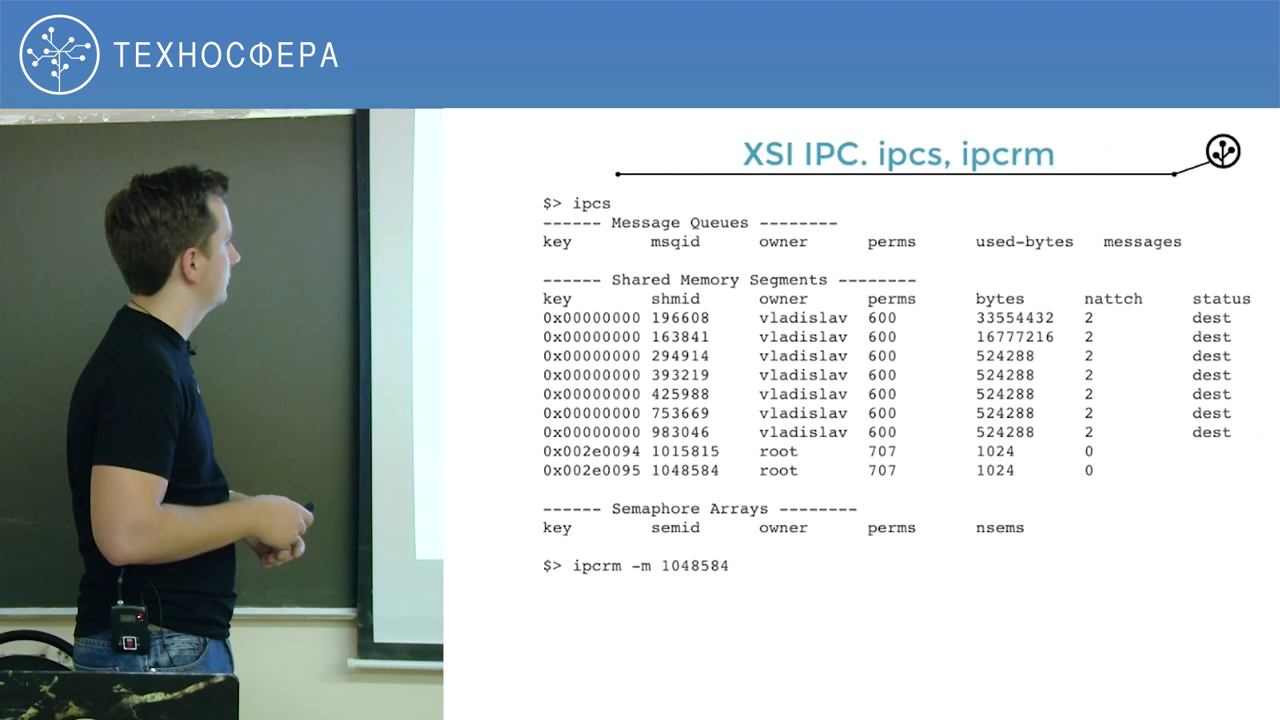 ТЕХНОСФЕРА
XSI IPC. ipcs, ipcrm
$> ipcs
------ Message Queues --------
key msqid owner perms used-bytes messages
------ Shared Memory Segments --------
key shmid owner perms bytes nattch status
0x00000000 196608 vladislav 600 33554432 2 dest
0x00000000 163841 vladislav 600 16777216 2 dest
0x00000000 294914 vladislav 600 524288 2 dest
0x00000000 393219 vladislav 600 524288 2 dest
0x00000000 425988 vladislav 600 524288 2 dest
0x00000000 753669 vladislav 600 524288 2 dest
0x00000000 983046 vladislav 600 524288 2 dest
0x002e0094 1015815 root 707 1024 0
0x002e0095 1048584 root 707 1024 0
------ Semaphore Arrays --------
key semid owner perms nsems
$> ipcrm -m 1048584